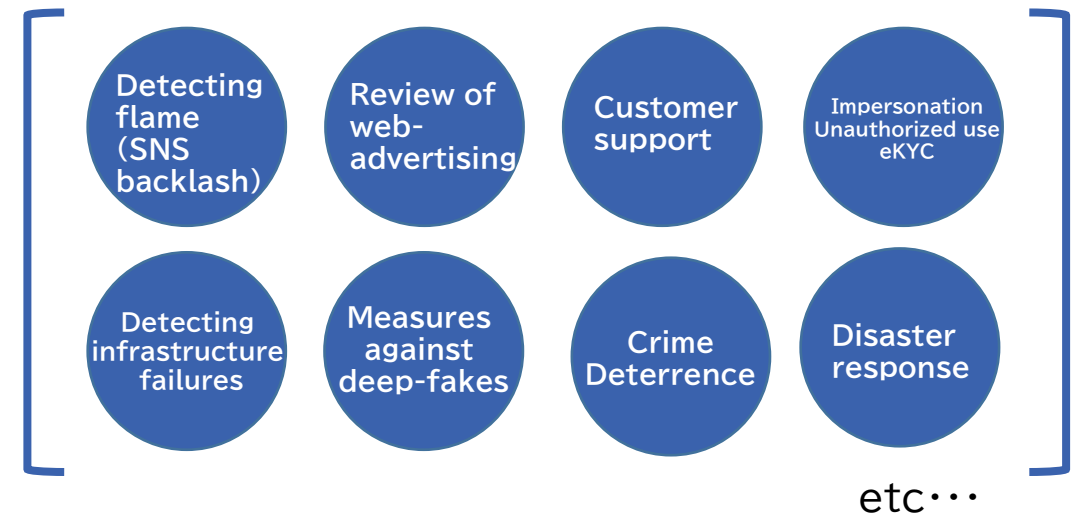 Detecting
flame
(SNS
backlash)
Review of
web-
advertising
Customer
support
Impersonation
Unauthorized use
eKYC
Detecting
infrastructure
failures
Measures
against
deep-fakes
Crime
Deterrence
Disaster
response
etc･･･